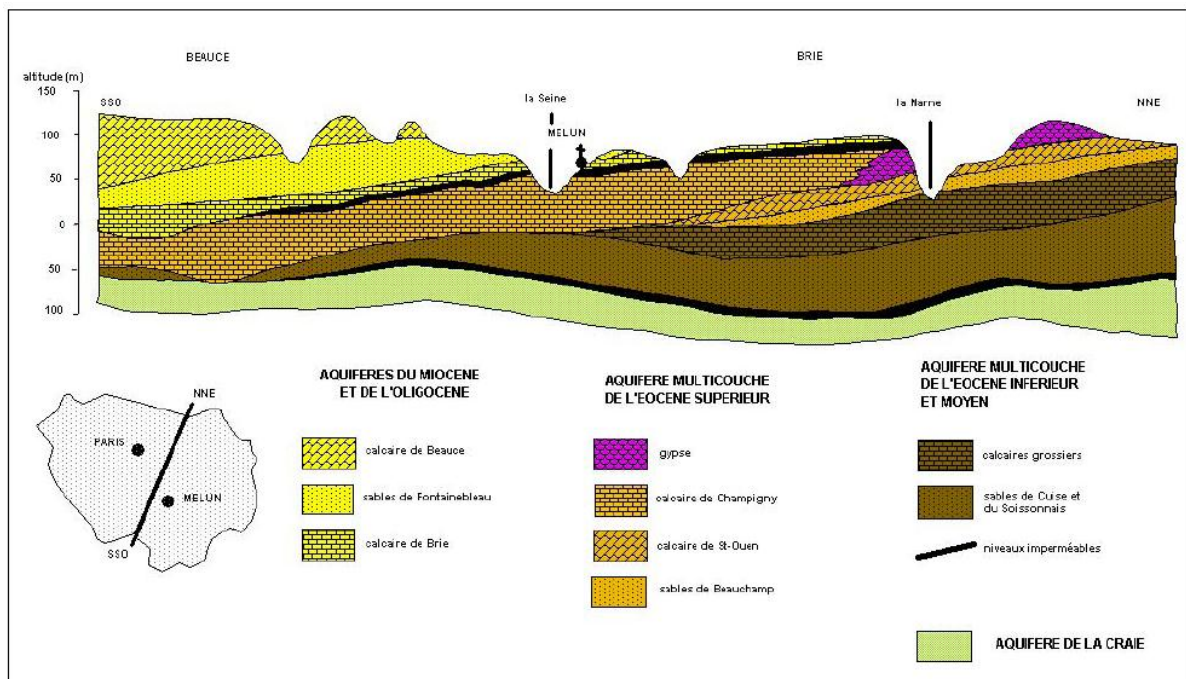 BEAUCE
BRIE
altitude (m)
150
100
50
0
50
100
SSO
la Seine
MELUN
la Marne
NNE
NNE
PARIS
MELUN
SSO
AQUIFERES DU MIOCENE
ET DE L'OLIGOCENE
calcaire de Beauce
sables de Fontainebleau
calcaire de Brie
AQUIFERE MULTICOUCHE
DE L'EOCENE SUPERIEUR
gypse
calcaire de Champigny
calcaire de St-Ouen
sables de Beauchamp
AQUIFERE MULTICOUCHE
DE L'EOCENE INFERIEUR
ET MOYEN
calcaires grossiers
sables de Cuise et
du Soissonnais
niveaux imperméables
AQUIFERE DE LA CRAIE